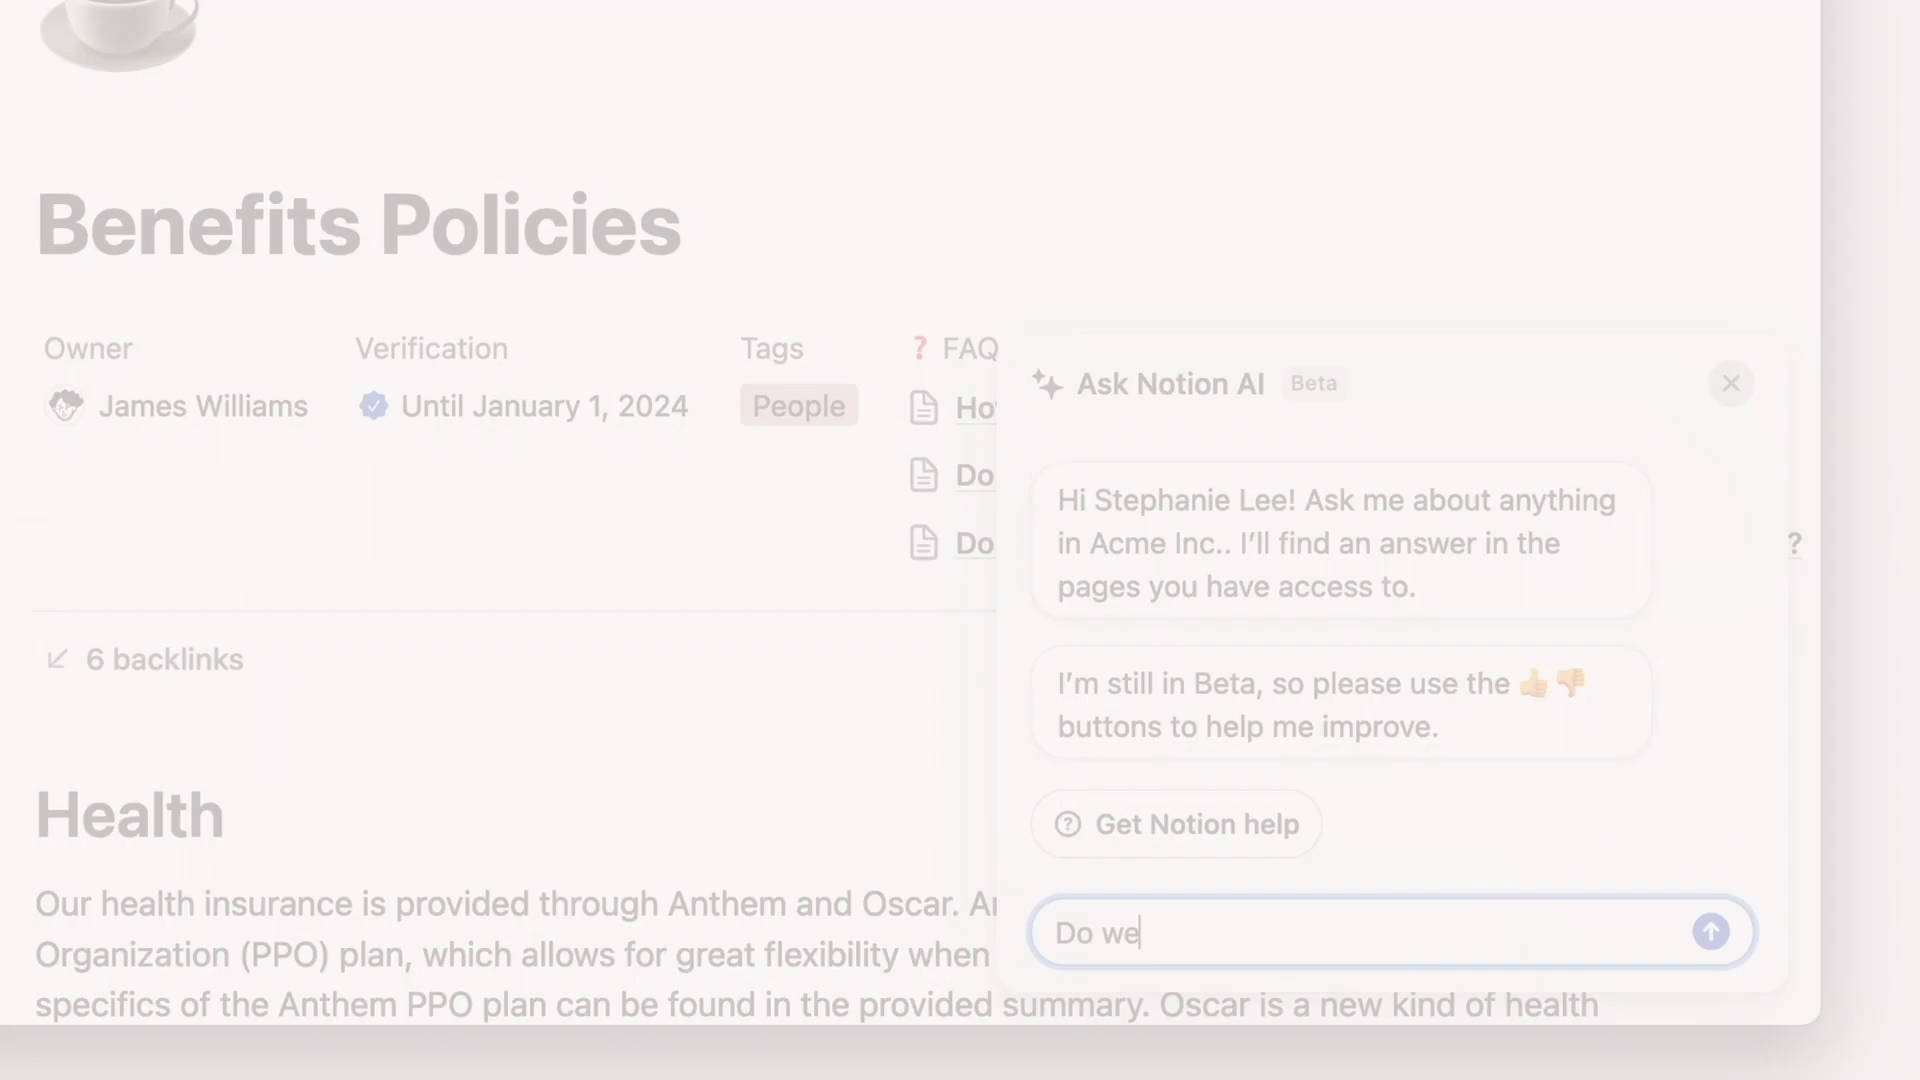 Benefits Policies
Owner
Verification
Tags
❓ FAQ
James Williams
Until January 1, 2024
People
Ho
Do
Do
?
6 backlinks
Health
Our health insurance is provided through Anthem and Oscar.
Organization (PPO) plan, which allows for great flexibility when
specifics of the Anthem PPO plan can be found in the provided summary. Oscar is a new kind of health
Ask Notion AI
Beta
Hi Stephanie Lee! Ask me about anything
in Acme Inc.. I’ll find an answer in the
pages you have access to.
I’m still in Beta, so please use the 👍👎
buttons to help me improve.
Get Notion help
Do we